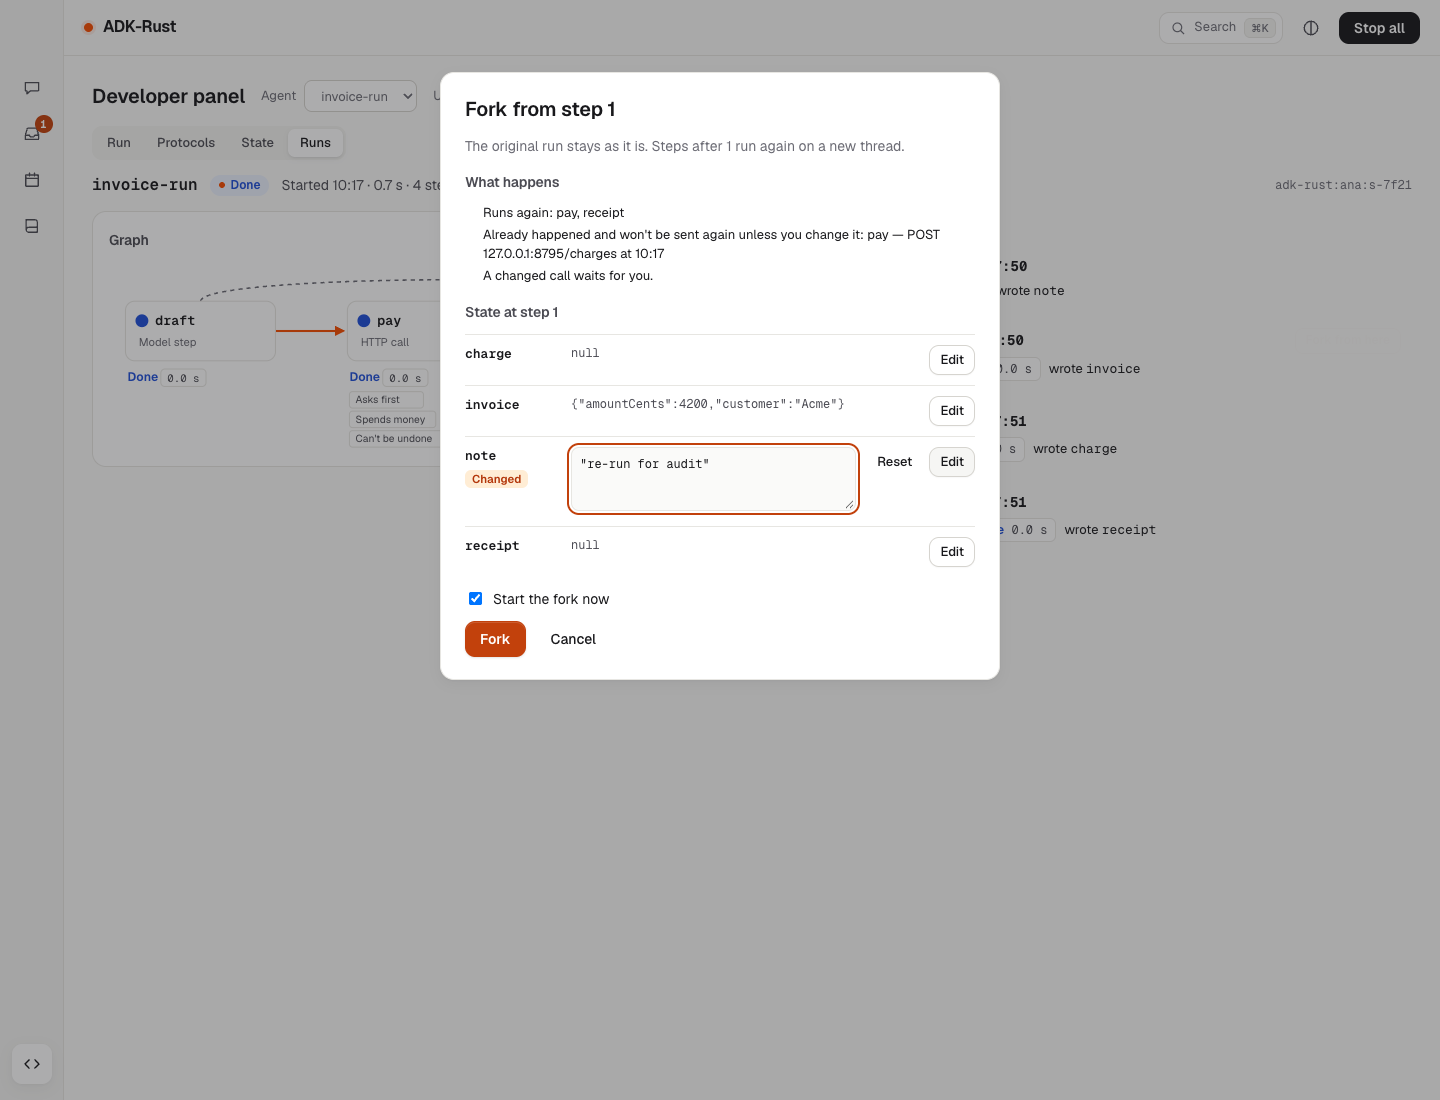 ADK-Rust
Search ⌘K
Stop all
1
Developer panel
Agent
invoice-run
Run
Protocols
State
Runs
invoice-run
Done
Started 10:17 · 0.7 s · 4
adk-rust:ana:s-7f21
Graph
draft
Model step
Done 0.0 s
pay
HTTP call
Done 0.0 s
Asks first
Spends money
Can't be undone
Fork from step 1
The original run stays as it is. Steps after 1 run again on a new thread.
What happens
Runs again: pay, receipt
Already happened and won't be sent again unless you change it: pay — POST
127.0.0.1:8795/charges at 10:17
A changed call waits for you.
State at step 1
charge
null
Edit
invoice
{"amountCents":4200,"customer":"Acme"}
Edit
note
Changed
"re-run for audit"
Reset
Edit
receipt
null
Edit
Start the fork now
Fork
Cancel
:50
wrote note
:50
0.0 s wrote invoice
:51
s wrote charge
:51
0.0 s wrote receipt